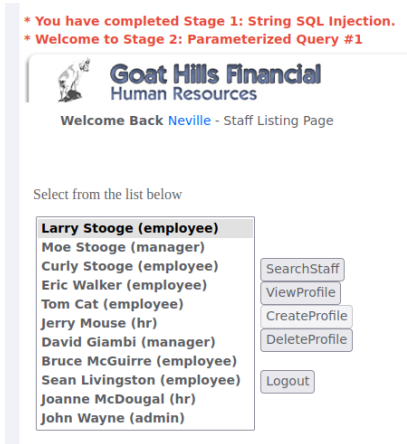 * You have completed Stage 1: String SQL Injection.
* Welcome to Stage 2: Parameterized Query #1
Goat Hills Financial
Human Resources
Welcome Back Neville - Staff Listing Page
Select from the list below
Larry Stooge (employee)
Moe Stooge (manager)
Curly Stooge (employee)
Eric Walker (employee)
Tom Cat (employee)
Jerry Mouse (hr)
David Giambi (manager)
Bruce McGuirre (employee)
Sean Livingston (employee)
Joanne McDougal (hr)
John Wayne (admin)
SearchStaff
ViewProfile
CreateProfile
DeleteProfile
Logout